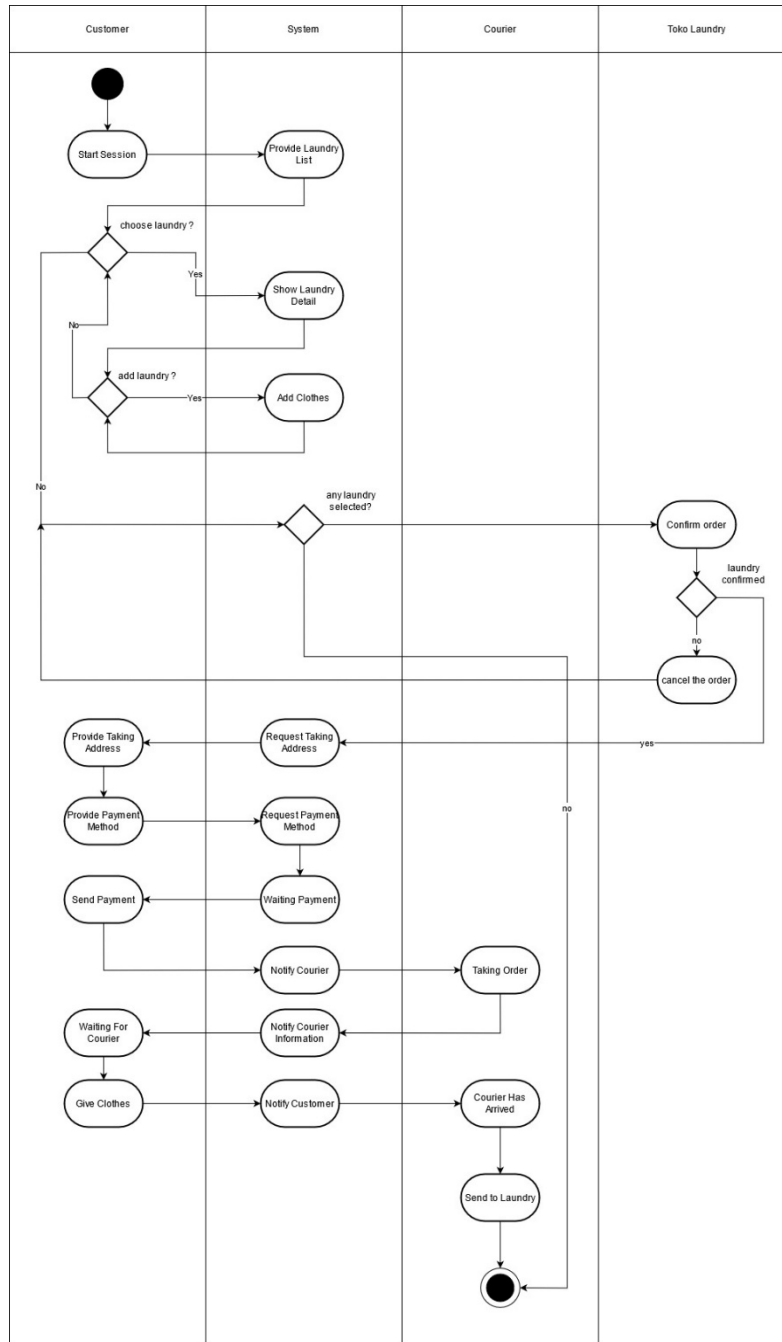 Customer
System
Courier
Toko Laundry
Start Session
Provide Laundry
List
choose laundry ?
Yes
Show Laundry
Detail
No
add laundry ?
Yes
Add Clothes
No
any laundry
selected?
Confirm order
laundry
confirmed
no
cancel the order
Provide Taking
Address
Request Taking
Address
yes
Provide Payment
Method
Request Payment
Method
no
Send Payment
Waiting Payment
Notify Courier
Taking Order
Waiting For
Courier
Notify Courier
Information
Give Clothes
Notify Customer
Courier Has
Arrived
Send to Laundry